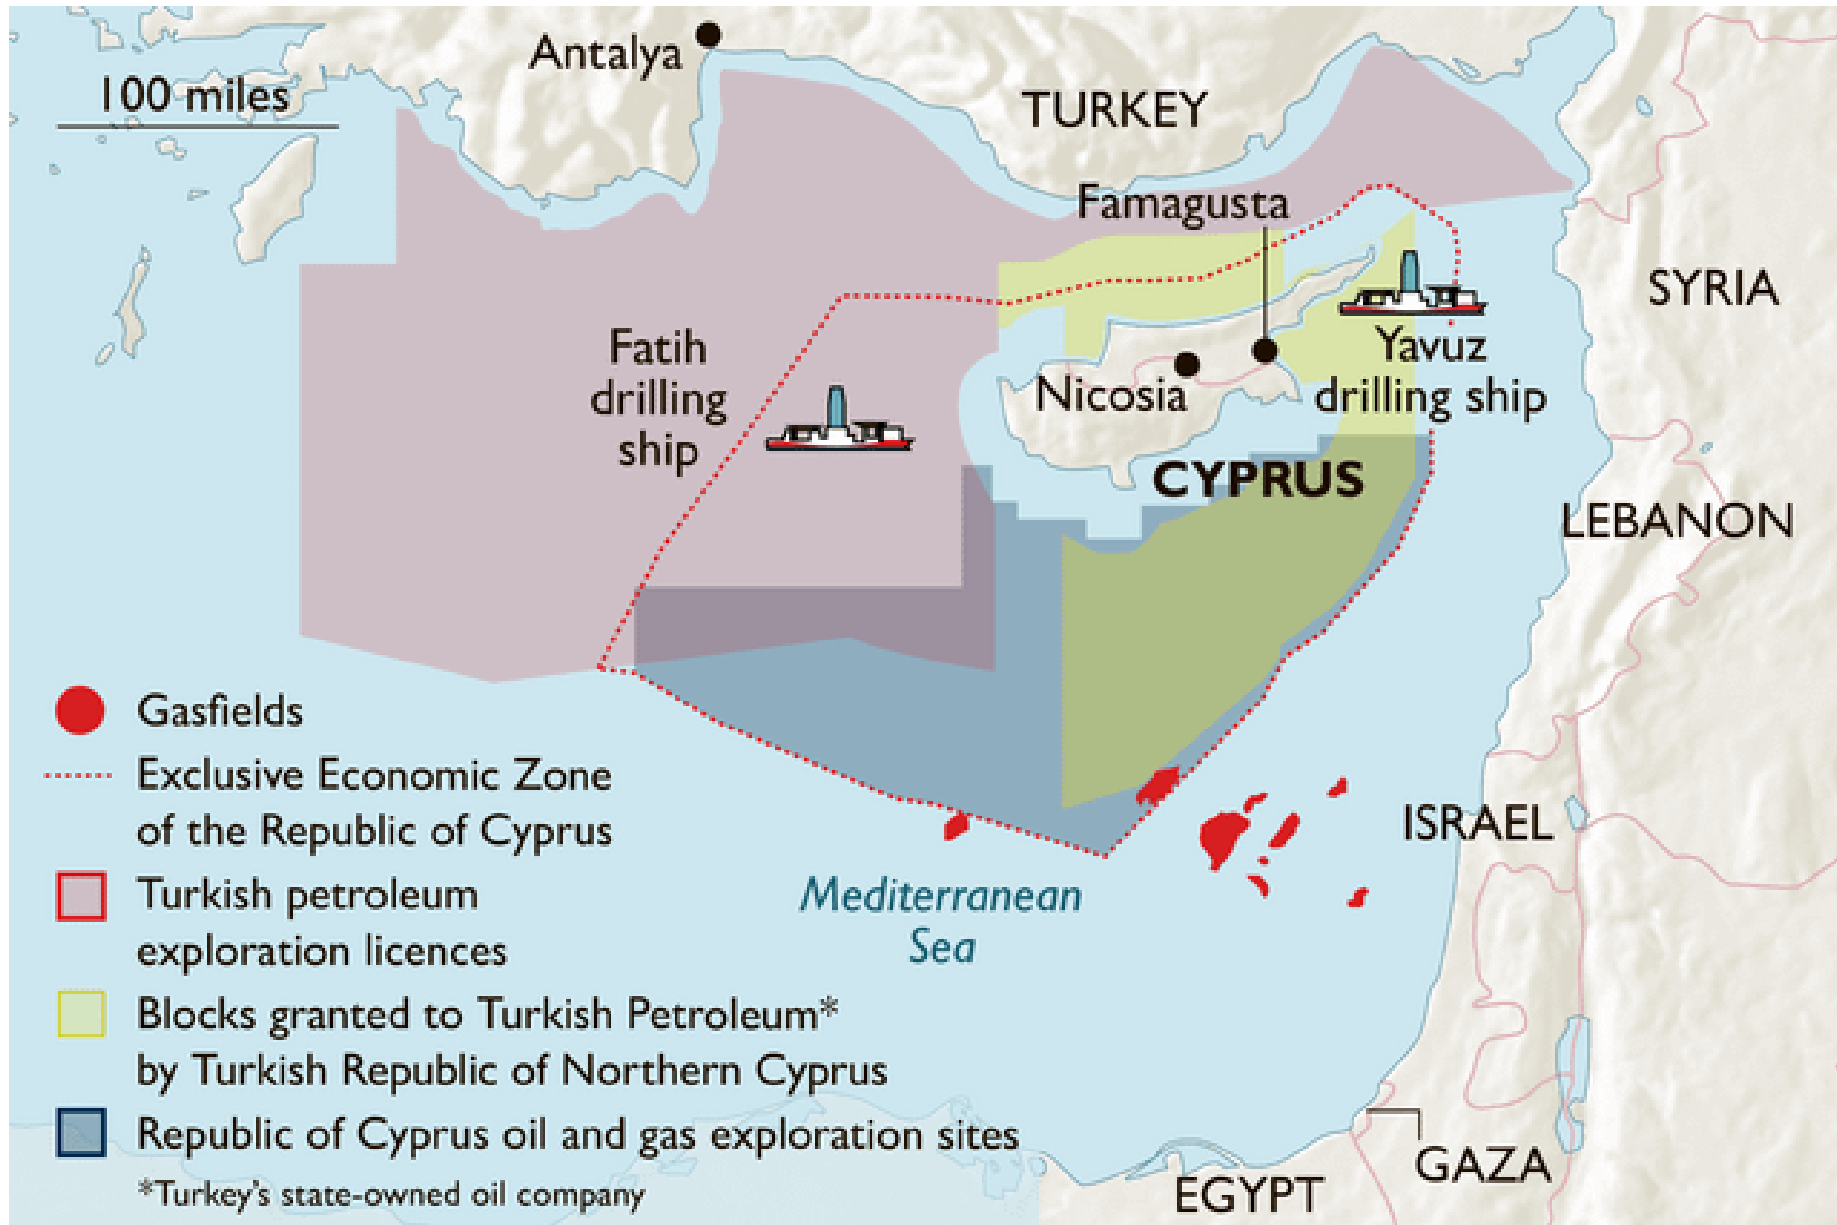 Antalya
100 miles
TURKEY
Famagusta
SYRIA
Fatih
drilling
ship
Yavuz
drilling ship
Nicosia
CYPRUS
LEBANON
Gasfields
Exclusive Economic Zone
of the Republic of Cyprus
ISRAEL
Turkish petroleum
exploration licences
Mediterranean
Sea
Blocks granted to Turkish Petroleum*
by Turkish Republic of Northern Cyprus
Republic of Cyprus oil and gas exploration sites
*Turkey's state-owned oil company
GAZA
EGYPT